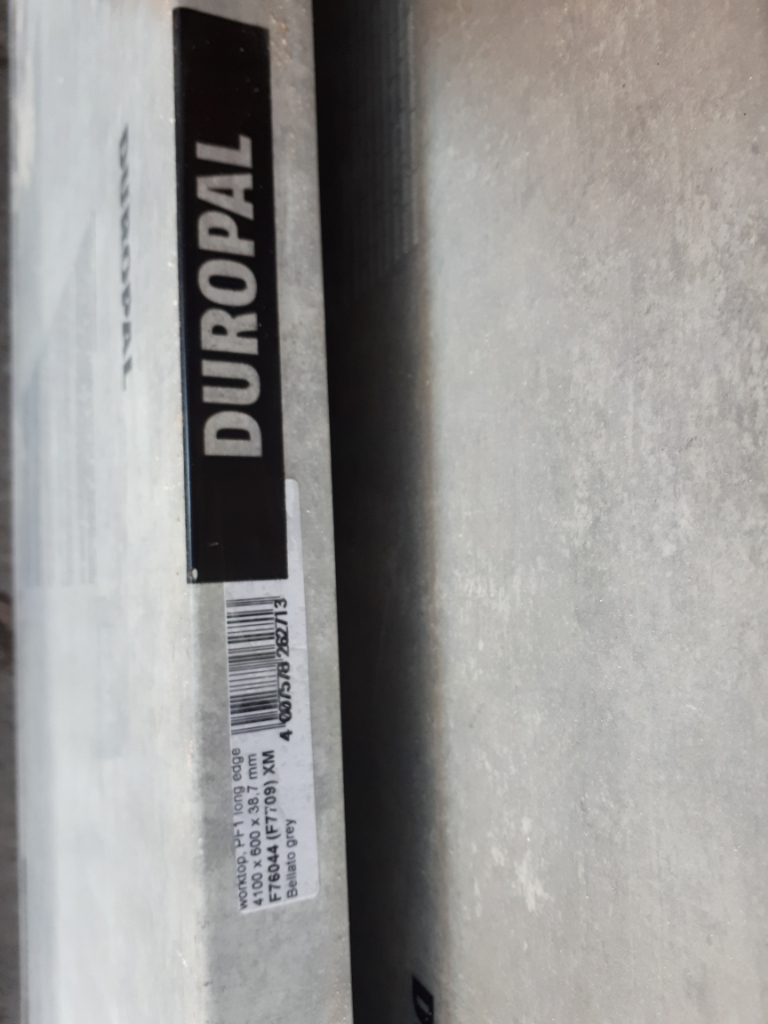 DUROPAL
worktop, PF1 long edge
4100 x 600 x 38,7 mm
F76044 (F7709) XM
Bellato grey
4 007578 262713
DUROPAL